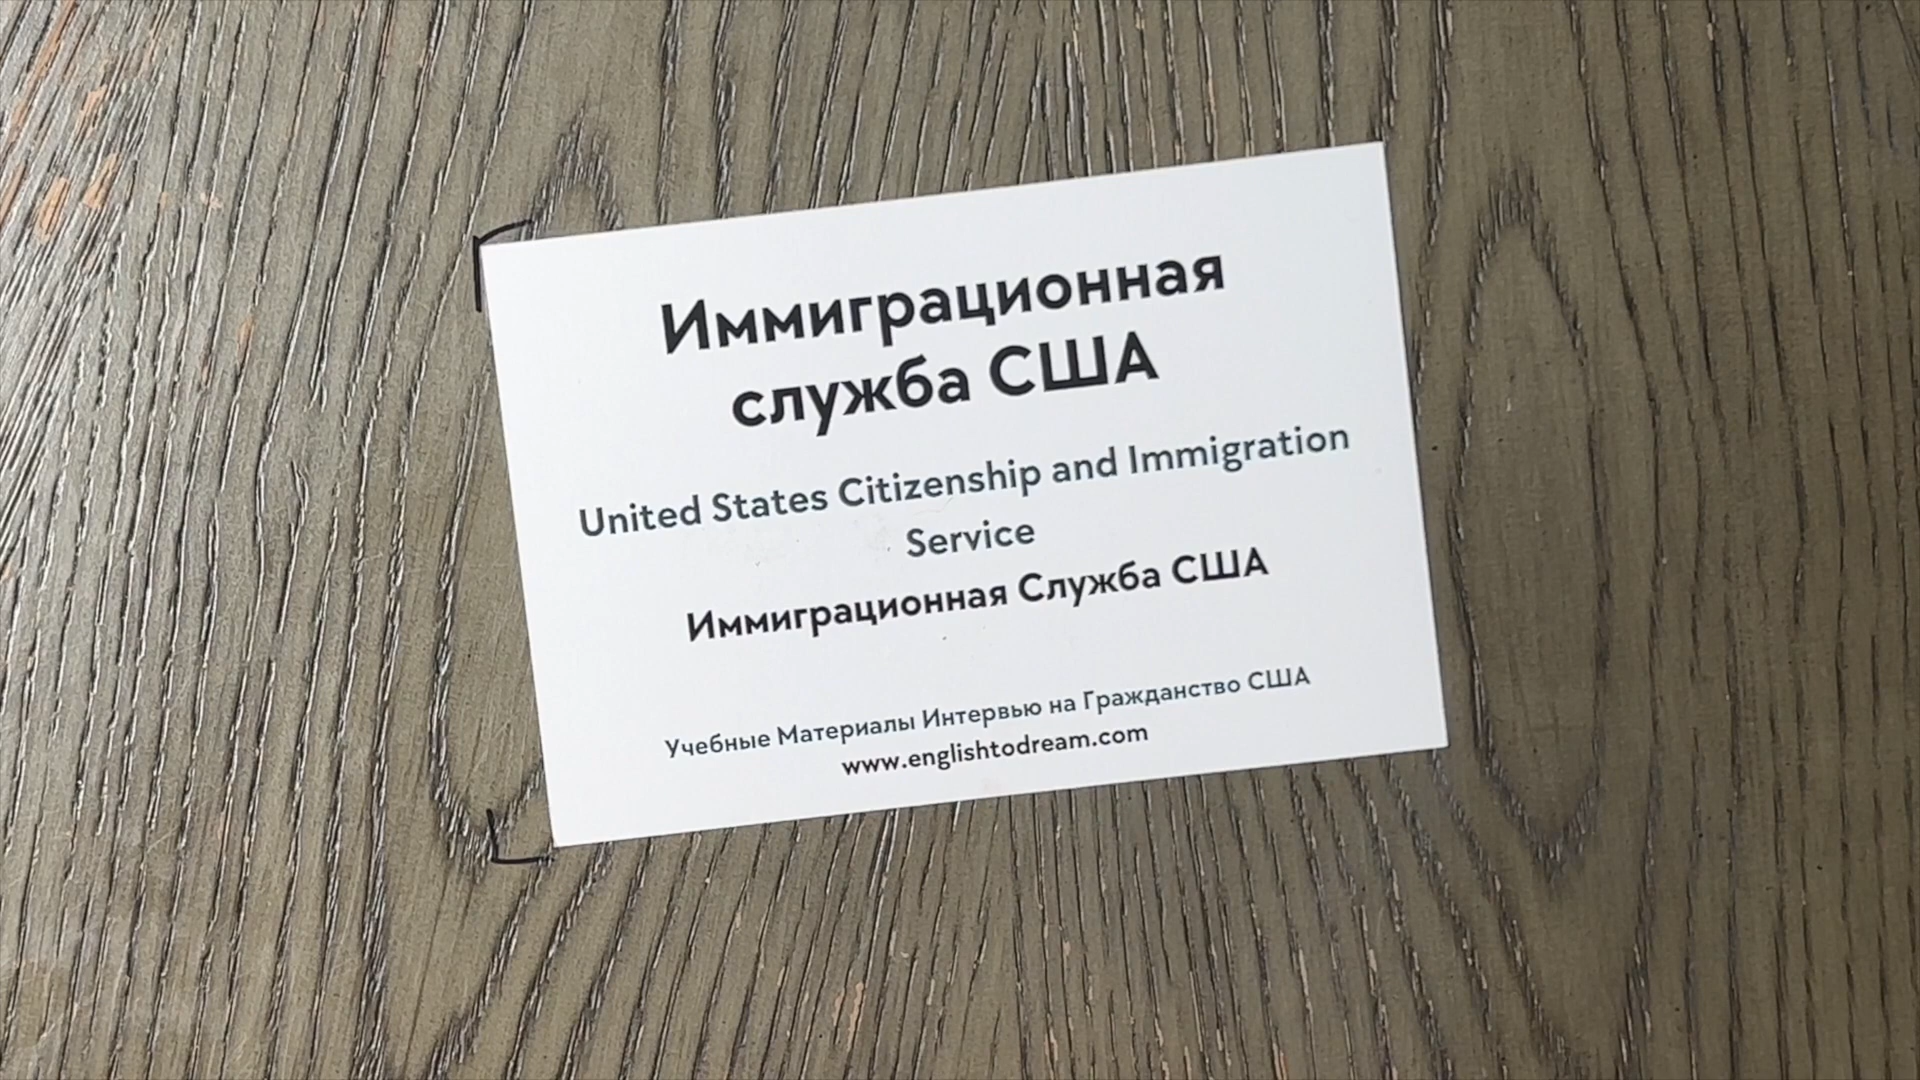 Иммиграционная
служба США
United States Citizenship and Immigration
Service
Иммиграционная Служба США
Учебные Материалы Интервью на Гражданство США
www.englishtodream.com